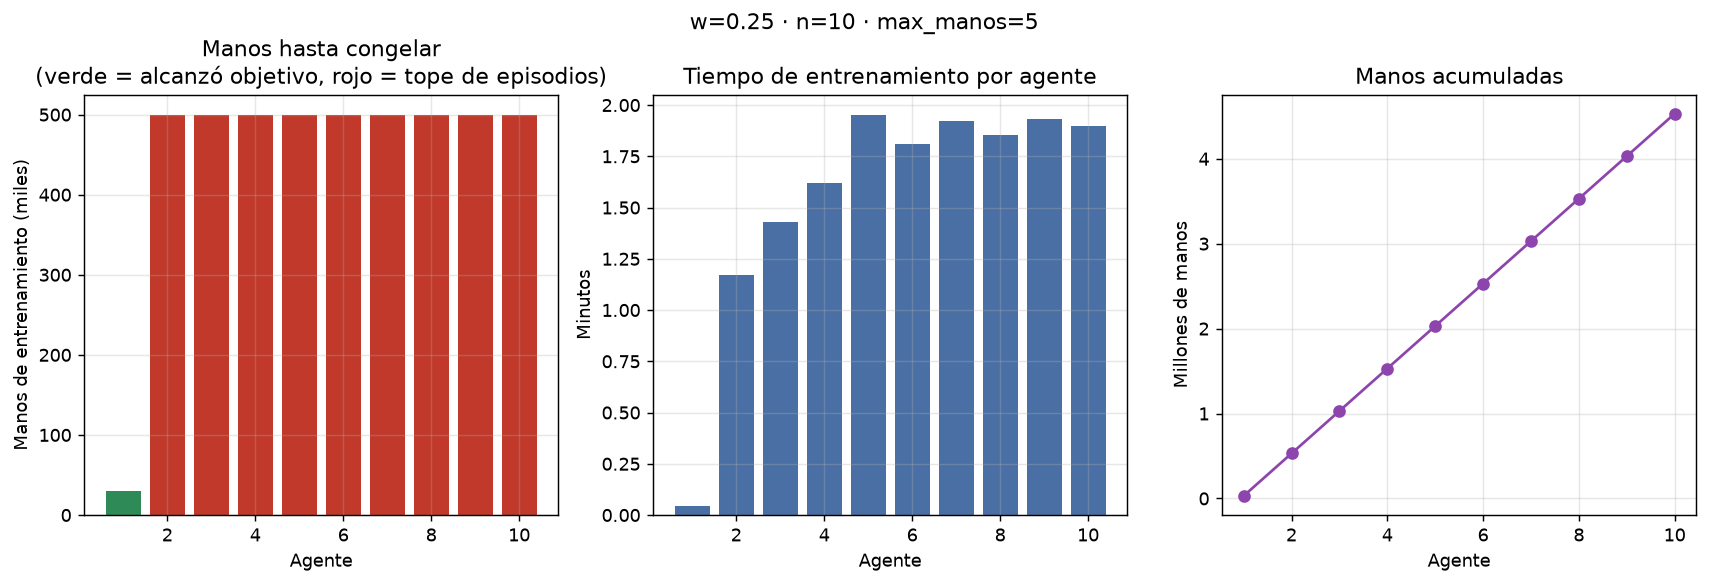 w=0.25 · n=10 · max_manos=5
Manos hasta congelar
(verde = alcanzó objetivo, rojo = tope de episodios)
Manos de entrenamiento (miles)
500
400
300
200
100
0
2 4 6 8 10
Agente
Tiempo de entrenamiento por agente
Minutos
2.00
1.75
1.50
1.25
1.00
0.75
0.50
0.25
0.00
2 4 6 8 10
Agente
Manos acumuladas
Millones de manos
4
3
2
1
0
2 4 6 8 10
Agente